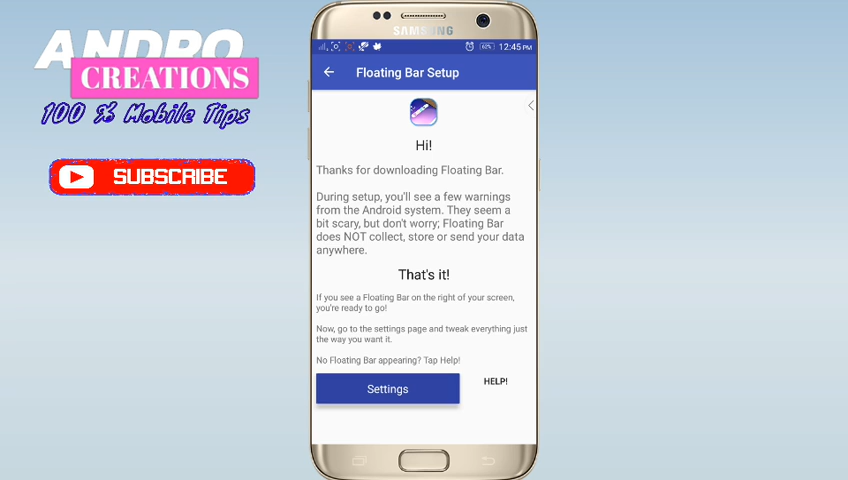 ANDRO
CREATIONS
100 % Mobile Tips
SUBSCRIBE
SAMSUNG
62%
12:45 PM
Floating Bar Setup
Hi!
Thanks for downloading Floating Bar.
During setup, you'll see a few warnings
from the Android system. They seem a
bit scary, but don't worry; Floating Bar
does NOT collect, store or send your data
anywhere.
That's it!
If you see a Floating Bar on the right of your screen,
you're ready to go!
Now, go to the settings page and tweak everything just
the way you want it.
No Floating Bar appearing? Tap Help!
Settings
HELP!